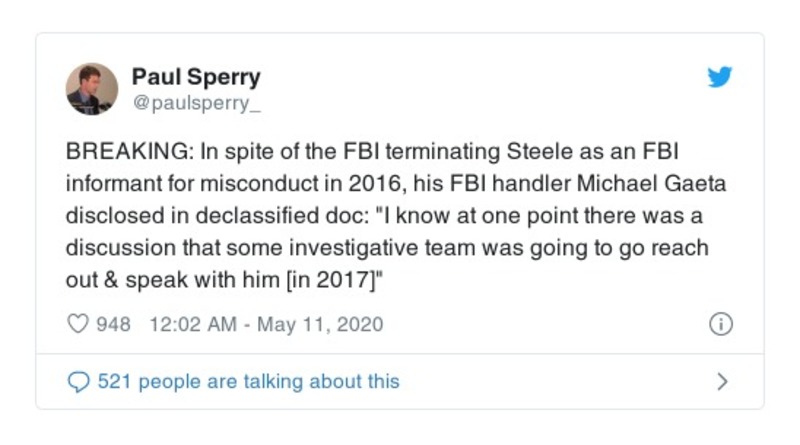 Paul Sperry
@paulsperry_
BREAKING: In spite of the FBI terminating Steele as an FBI
informant for misconduct in 2016, his FBI handler Michael Gaeta
disclosed in declassified doc: "I know at one point there was a
discussion that some investigative team was going to go reach
out & speak with him [in 2017]"
948 12:02 AM - May 11, 2020
521 people are talking about this